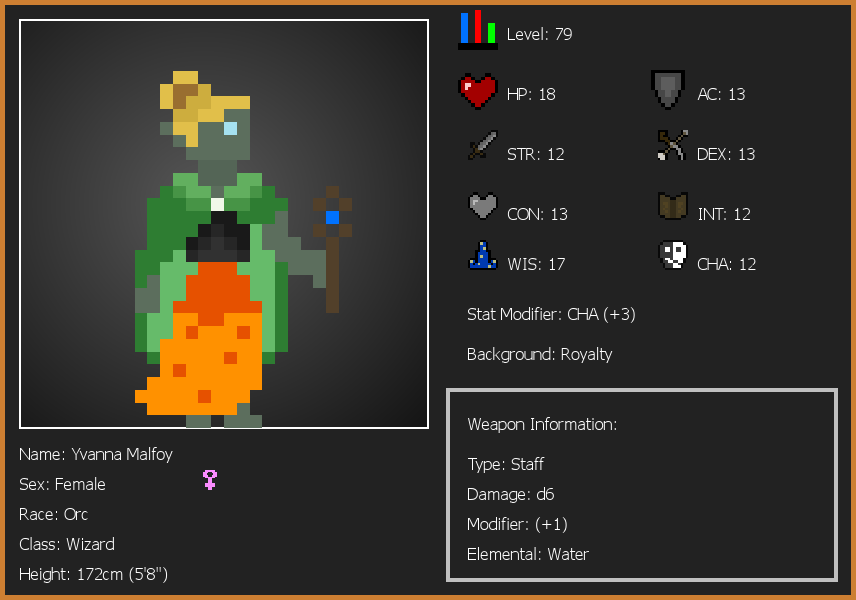 Level: 79
HP: 18
AC: 13
STR: 12
DEX: 13
CON: 13
INT: 12
WIS: 17
CHA: 12
Stat Modifier: CHA (+3)
Background: Royalty
Weapon Information:
Type: Staff
Damage: d6
Modifier: (+1)
Elemental: Water
Name: Yvanna Malfoy
Sex: Female
Race: Orc
Class: Wizard
Height: 172cm (5'8")